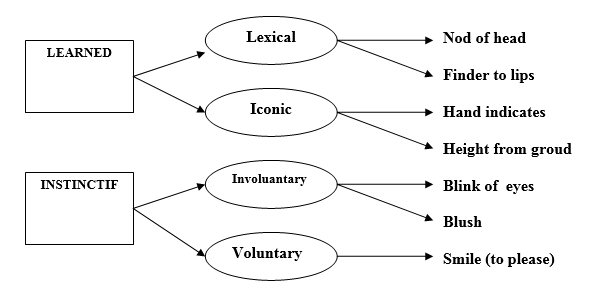 LEARNED
Lexical
Nod of head
Finder to lips
Iconic
Hand indicates
Height from groud
INSTINCTIF
Involuantary
Blink of eyes
Blush
Voluntary
Smile (to please)